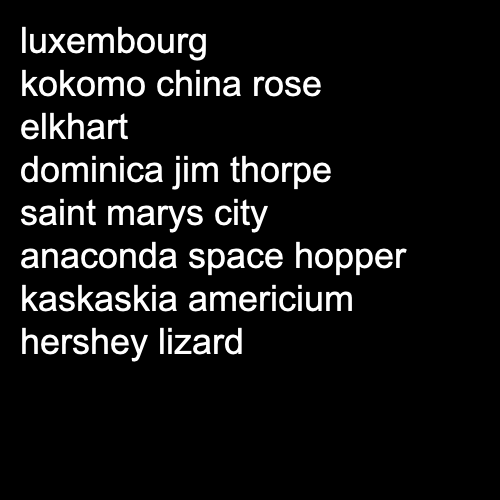 luxembourg
kokomo china rose
elkhart
dominica jim thorpe
saint marys city
anaconda space hopper
kaskaskia americium
hershey lizard